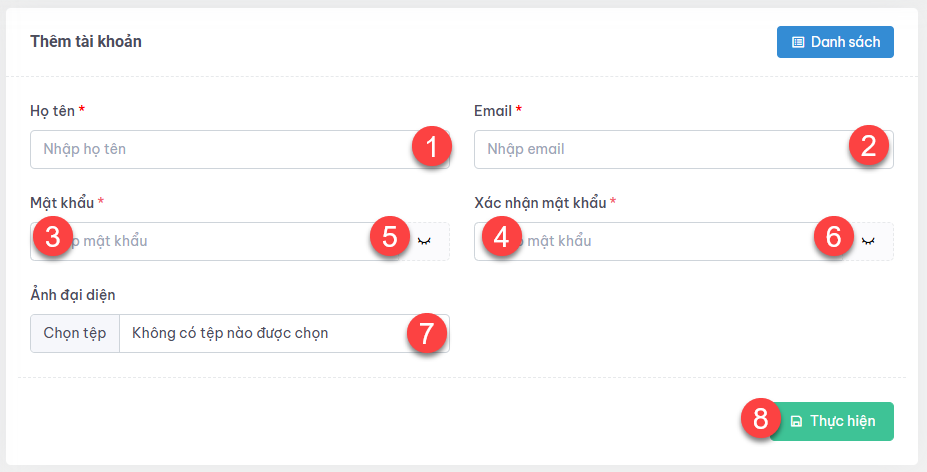 Thêm tài khoản
Danh sách
Họ tên *
Email *
Nhập họ tên
1
Nhập email
2
Mật khẩu *
Xác nhận mật khẩu *
3
mật khẩu
5
4
mật khẩu
6
Ảnh đại diện
Chọn tệp
Không có tệp nào được chọn
7
8
Thực hiện